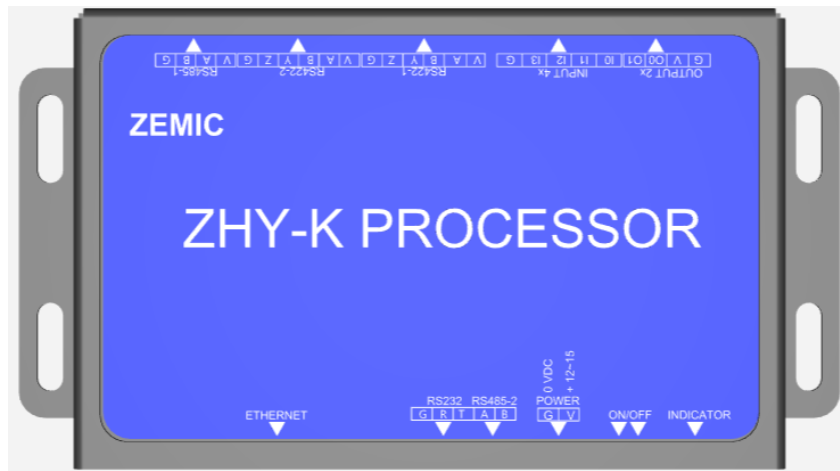 G B A V G Z Y B A V G Z Y B A V G I3 I2 I1 I0 O1 O0 V G
RS485-1 RS422-2 RS422-1 INPUT 4x OUTPUT 2x
ZEMIC
ZHY-K PROCESSOR
0 VDC
+ 12~15
RS232 RS485-2 POWER
ETHERNET G R T A B G V ON/OFF INDICATOR